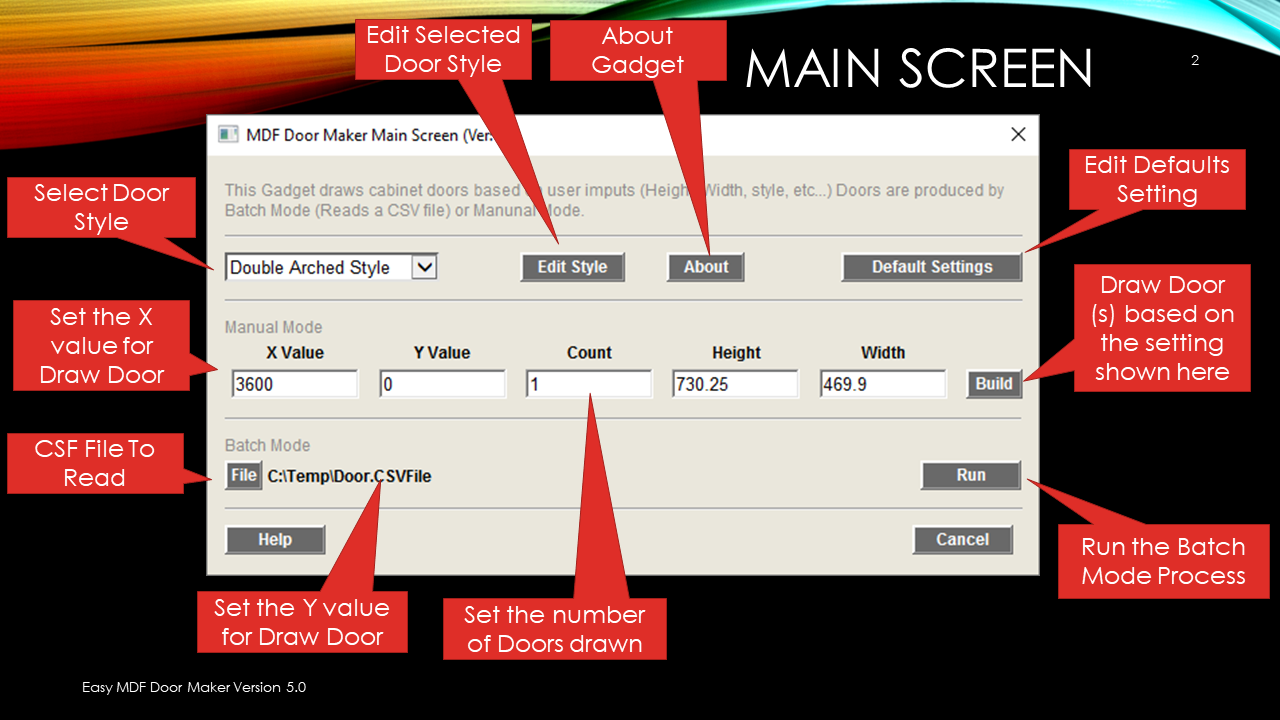 Edit Selected
Door Style
About
Gadget
MAIN SCREEN
2
MDF Door Maker Main Screen (Ver.
Edit Defaults
Setting
Select Door
Style
This Gadget draws cabinet doors based on user imputs (Height, Width, style, etc...) Doors are produced by
Batch Mode (Reads a CSV file) or Manunal Mode.
Double Arched Style
Edit Style
About
Default Settings
Draw Door
(s) based on
the setting
shown here
Set the X
value for
Draw Door
Manual Mode
X Value Y Value Count Height Width
3600 0 1 730.25 469.9 Build
CSF File To
Read
Batch Mode
File C:\Temp\Door.CSVFile
Run
Help
Cancel
Run the Batch
Mode Process
Set the Y value
for Draw Door
Set the number
of Doors drawn
Easy MDF Door Maker Version 5.0